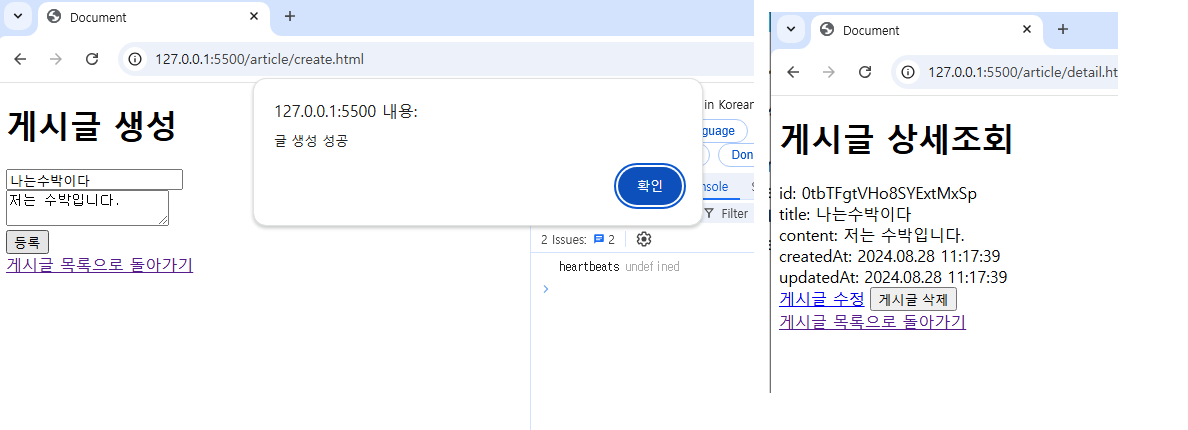 Document
127.0.0.1:5500/article/create.html
게시글 생성
나는수박이다
저는 수박입니다.
등록
게시글 목록으로 돌아가기
127.0.0.1:5500 내용:
글 생성 성공
확인
in Korean
guage
Don
nsole
Filter
2 Issues: 2
heartbeats undefined
Document
127.0.0.1:5500/article/detail.ht
게시글 상세조회
id: 0tbTFgtVHo8SYExtMxSp
title: 나는수박이다
content: 저는 수박입니다.
createdAt: 2024.08.28 11:17:39
updatedAt: 2024.08.28 11:17:39
게시글 수정 게시글 삭제
게시글 목록으로 돌아가기